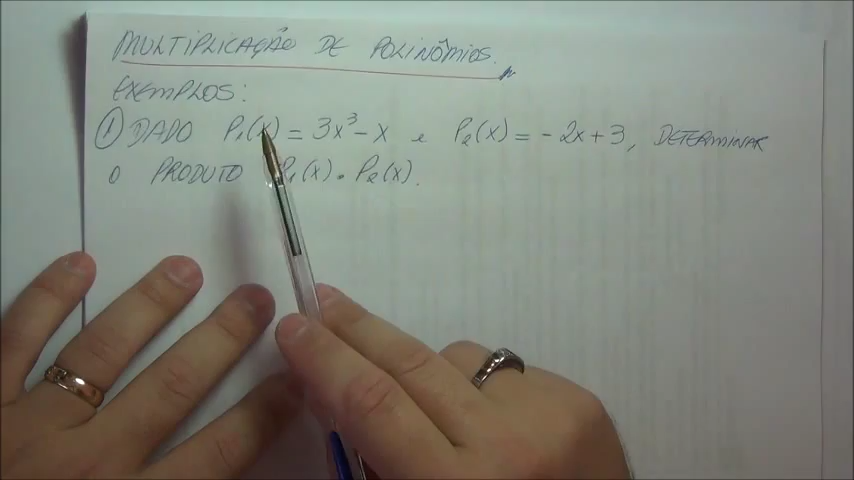 MULTIPLICAÇÃO DE POLINÔMIOS.
EXEMPLOS:
① DADO P₁(x) = 3x³ - x e P₂(x) = -2x + 3, DETERMINAR
O PRODUTO P₁(x) . P₂(x).